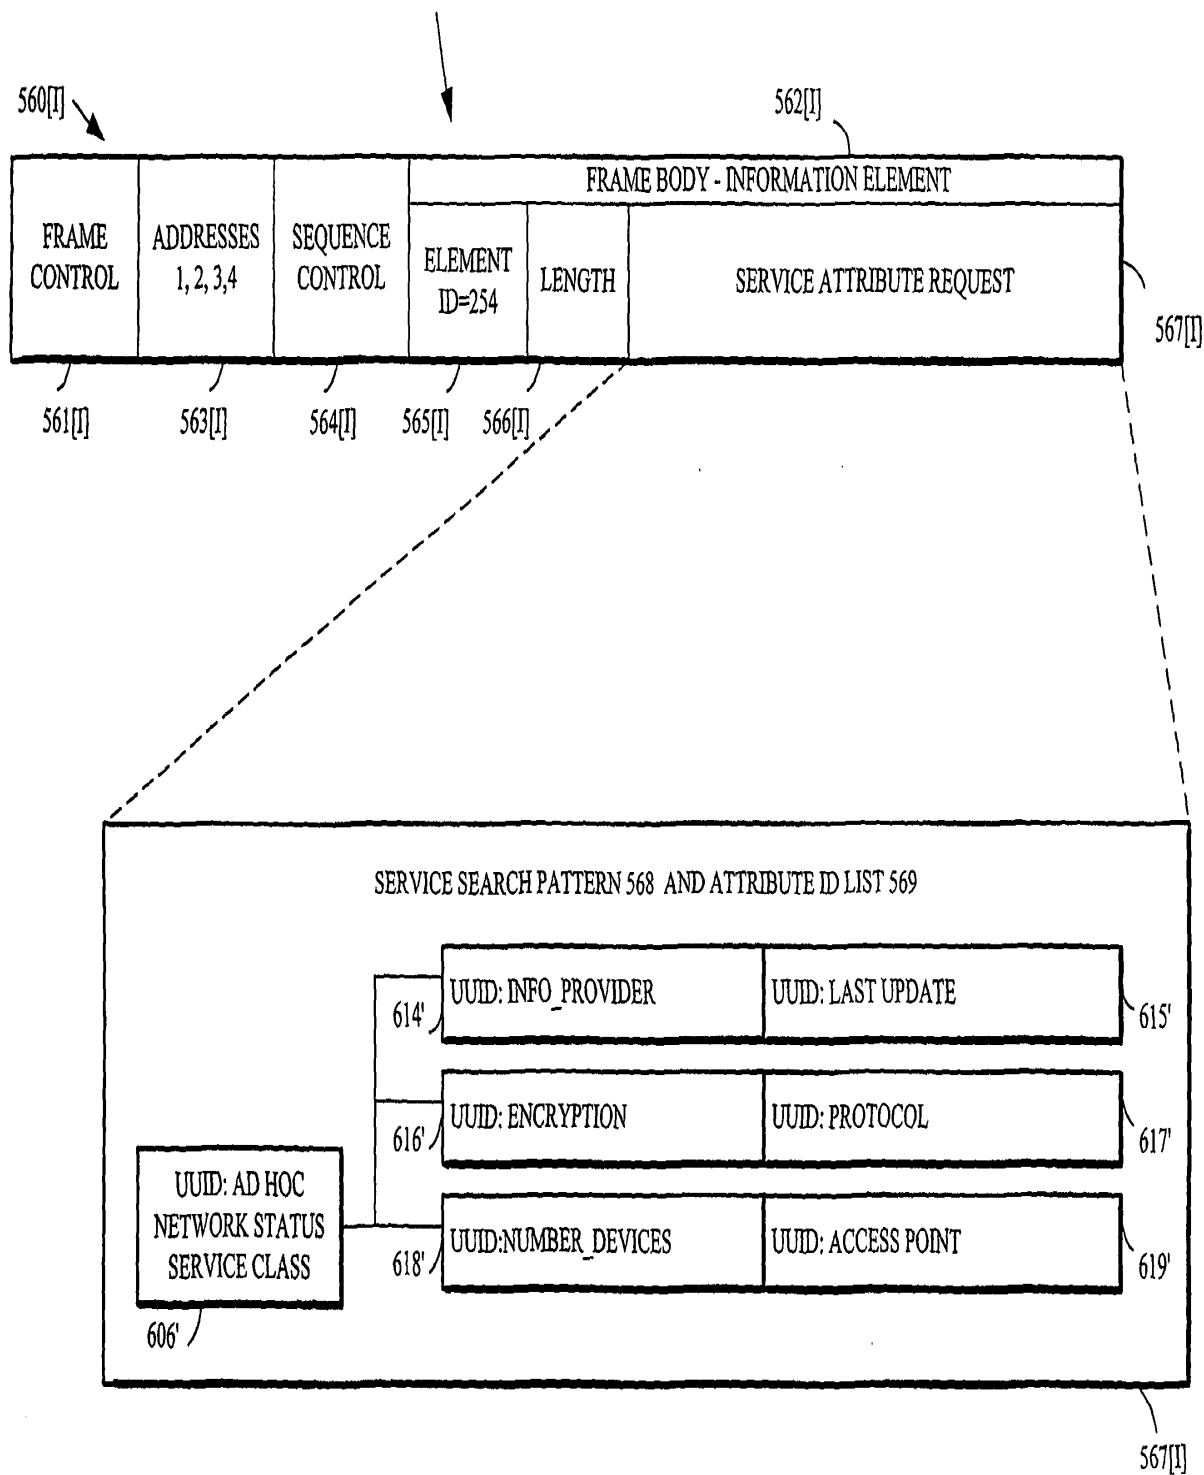 560[I]
562[I]
FRAME BODY - INFORMATION ELEMENT
FRAME
CONTROL
ADDRESSES
1, 2, 3,4
SEQUENCE
CONTROL
ELEMENT
ID=254
LENGTH
SERVICE ATTRIBUTE REQUEST
567[I]
561[I]
563[I]
564[I]
565[I]
566[I]
SERVICE SEARCH PATTERN 568 AND ATTRIBUTE ID LIST 569
UUID: INFO_PROVIDER
UUID: LAST UPDATE
614'
615'
UUID: ENCRYPTION
UUID: PROTOCOL
616'
617'
UUID: AD HOC
NETWORK STATUS
SERVICE CLASS
UUID:NUMBER_DEVICES
UUID: ACCESS POINT
618'
619'
606'
567[I]